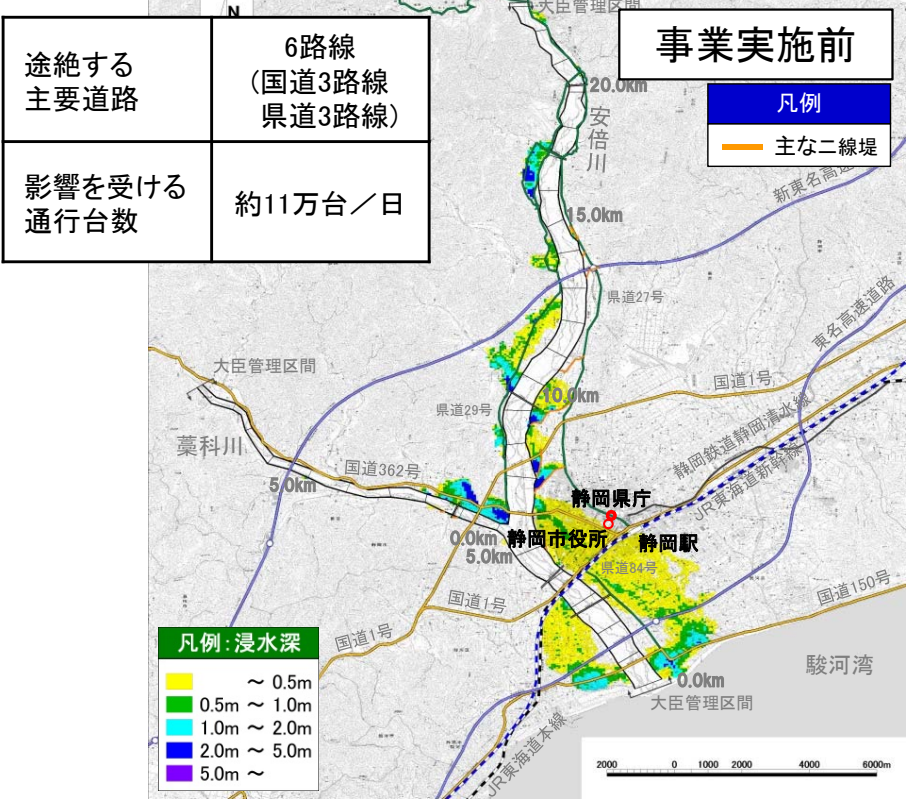 N
大臣管理区間
途絶する
主要道路
6路線
(国道3路線
県道3路線)
影響を受ける
通行台数
約11万台／日
事業実施前
凡例
主な二線堤
20.0km
安倍川
新東名高速
15.0km
県道27号
東名高速道路
大臣管理区間
国道1号
10.0km
県道29号
静岡鉄道静岡清水線
藁科川
国道362号
JR東海道新幹線
5.0km
静岡県庁
0.0km
静岡市役所
静岡駅
5.0km
県道84号
国道1号
国道150号
国道1号
駿河湾
0.0km
大臣管理区間
JR東海道本線
凡例：浸水深
～ 0.5m
0.5m ～ 1.0m
1.0m ～ 2.0m
2.0m ～ 5.0m
5.0m ～
2000 0 1000 2000 4000 6000m